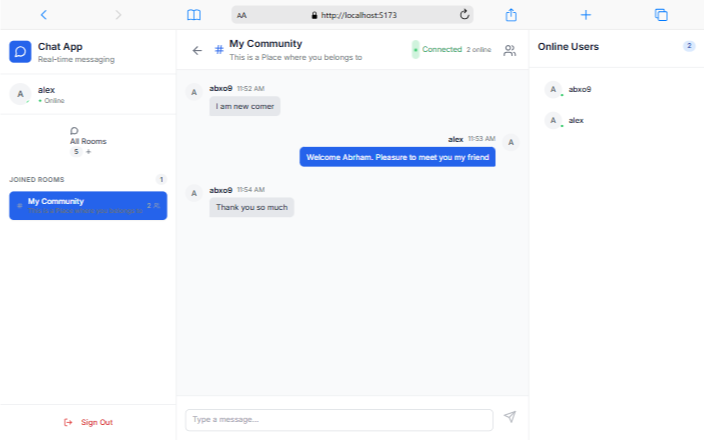 AA http://localhost:5173
Chat App
Real-time messaging
A alex
Online
All Rooms
5 +
JOINED ROOMS 1
# My Community 2
This is a Place where you belongs to
# My Community
This is a Place where you belongs to
Connected 2 online
A abxo9 11:52 AM
I am new comer
alex 11:53 AM A
Welcome Abrham. Pleasure to meet you my friend
A abxo9 11:54 AM
Thank you so much
Type a message...
Online Users 2
A abxo9
A alex
Sign Out